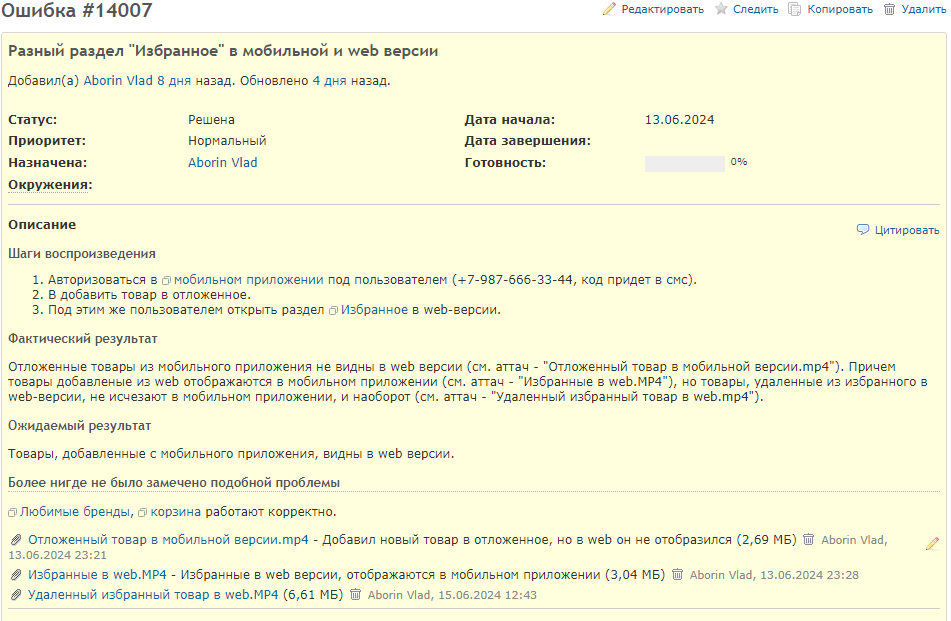 Ошибка #14007
Редактировать Следить Копировать Удалить
Разный раздел "Избранное" в мобильной и web версии
Добавил(а) Aborin Vlad 8 дня назад. Обновлено 4 дня назад.
Статус: Решена Дата начала: 13.06.2024
Приоритет: Нормальный Дата завершения:
Назначена: Aborin Vlad Готовность: 0%
Окружения:
Описание
Цитировать
Шаги воспроизведения
1. Авторизоваться в мобильном приложении под пользователем (+7-987-666-33-44, код придет в смс).
2. В добавить товар в отложенное.
3. Под этим же пользователем открыть раздел Избранное в web-версии.
Фактический результат
Отложенные товары из мобильного приложения не видны в web версии (см. аттач - "Отложенный товар в мобильной версии.mp4"). Причем
товары добавленые из web отображаются в мобильном приложении (см. аттач - "Избранные в web.MP4"), но товары, удаленные из избранного в
web-версии, не исчезают в мобильном приложении, и наоборот (см. аттач - "Удаленный избранный товар в web.mp4").
Ожидаемый результат
Товары, добавленные с мобильного приложения, видны в web версии.
Более нигде не было замечено подобной проблемы
Любимые бренды, корзина работают корректно.
Отложенный товар в мобильной версии.mp4 - Добавил новый товар в отложенное, но в web он не отобразился (2,69 МБ) Aborin Vlad,
13.06.2024 23:21
Избранные в web.MP4 - Избранные в web версии, отображаются в мобильном приложении (3,04 МБ) Aborin Vlad, 13.06.2024 23:28
Удаленный избранный товар в web.MP4 (6,61 МБ) Aborin Vlad, 15.06.2024 12:43